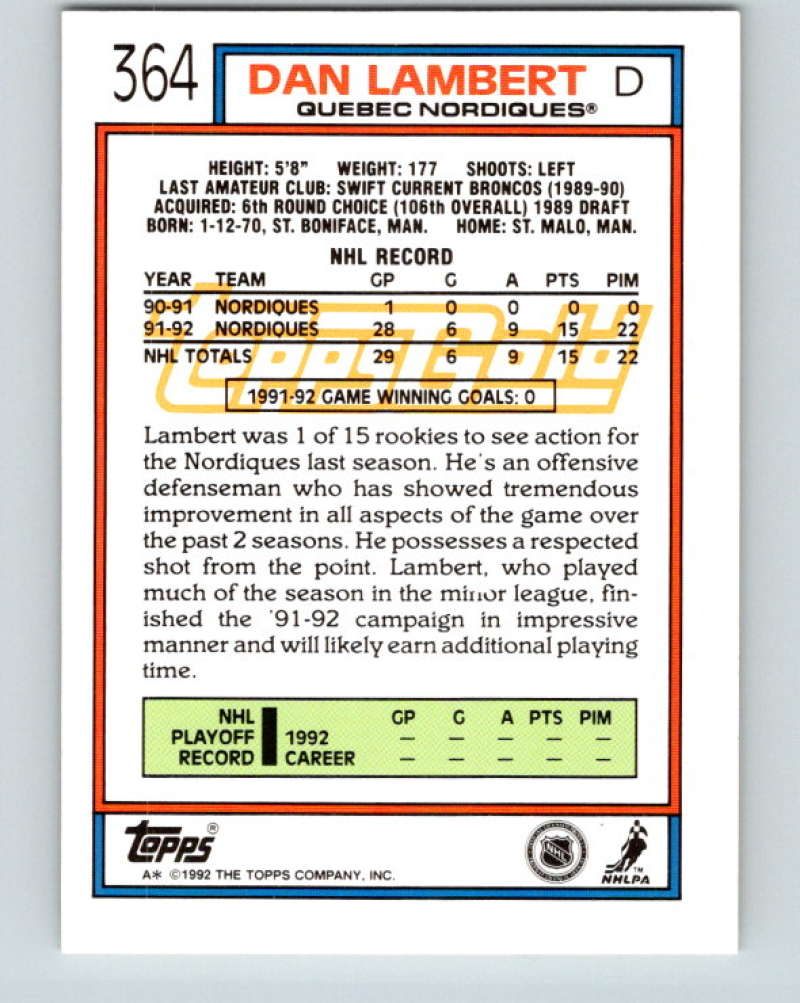 364
DAN LAMBERT D
QUEBEC NORDIQUES®
HEIGHT: 5'8" WEIGHT: 177 SHOOTS: LEFT
LAST AMATEUR CLUB: SWIFT CURRENT BRONCOS (1989-90)
ACQUIRED: 6th ROUND CHOICE (106th OVERALL) 1989 DRAFT
BORN: 1-12-70, ST. BONIFACE, MAN. HOME: ST. MALO, MAN.
NHL RECORD
YEAR TEAM GP G A PTS PIM
90-91 NORDIQUES 1 0 0 0 0
91-92 NORDIQUES 28 6 9 15 22
NHL TOTALS 29 6 9 15 22
ToppsGold
1991-92 GAME WINNING GOALS: 0
Lambert was 1 of 15 rookies to see action for
the Nordiques last season. He's an offensive
defenseman who has showed tremendous
improvement in all aspects of the game over
the past 2 seasons. He possesses a respected
shot from the point. Lambert, who played
much of the season in the minor league, fin-
ished the '91-92 campaign in impressive
manner and will likely earn additional playing
time.
NHL GP G A PTS PIM
PLAYOFF 1992 — — — — —
RECORD CAREER — — — — —
TOPPS®
A* ©1992 THE TOPPS COMPANY, INC.
NHL
NHLPA™